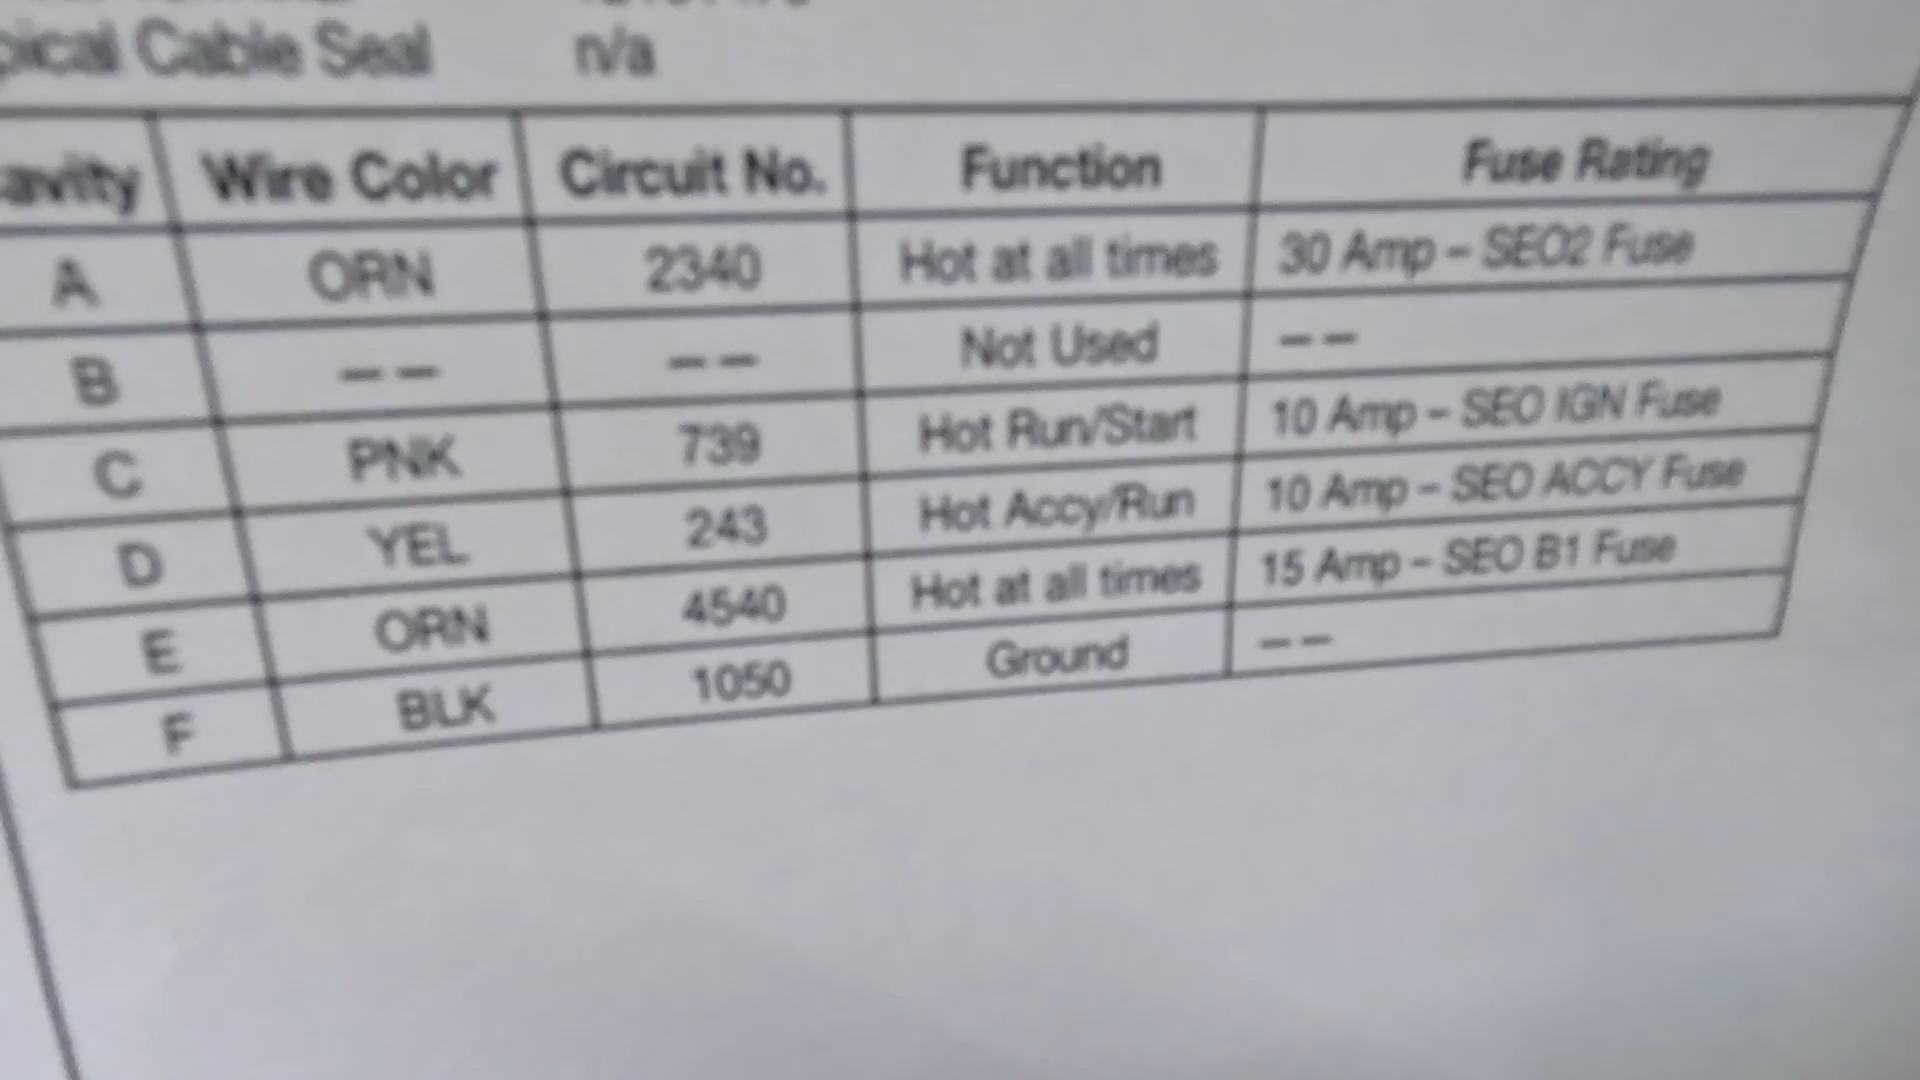 pical Cable Seal n/a
avity Wire Color Circuit No. Function Fuse Rating
A ORN 2340 Hot at all times 30 Amp – SEO2 Fuse
B – – – – Not Used – –
C PNK 739 Hot Run/Start 10 Amp – SEO IGN Fuse
D YEL 243 Hot Accy/Run 10 Amp – SEO ACCY Fuse
E ORN 4540 Hot at all times 15 Amp – SEO B1 Fuse
F BLK 1050 Ground – –